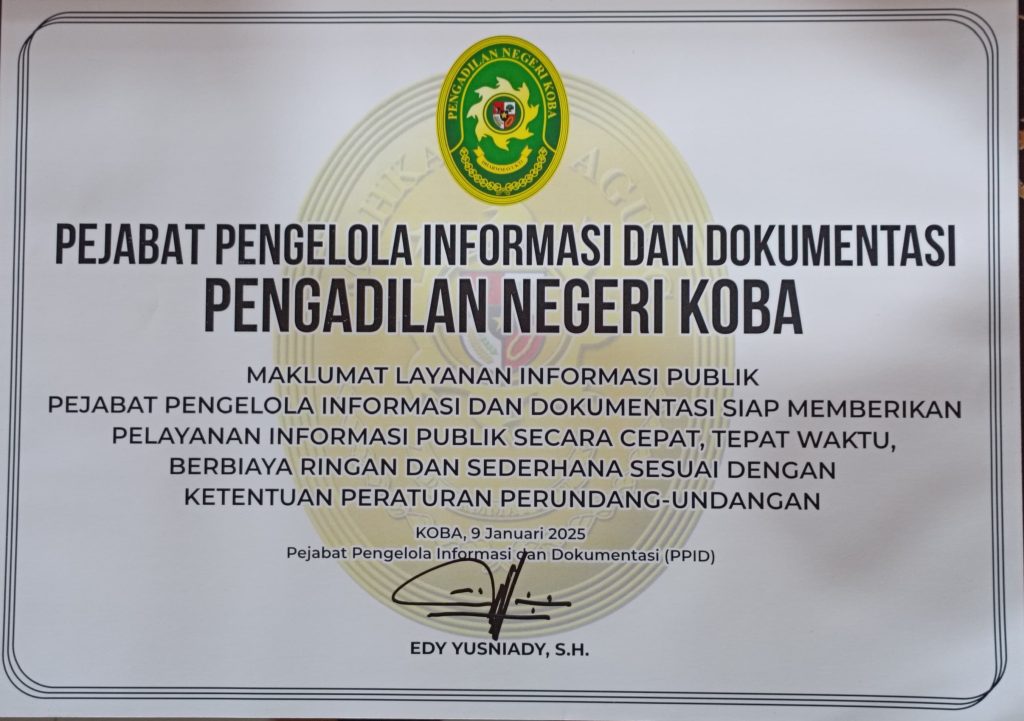 PENGADILAN NEGERI KOBA
PEJABAT PENGELOLA INFORMASI DAN DOKUMENTASI
PENGADILAN NEGERI KOBA
MAKLUMAT LAYANAN INFORMASI PUBLIK
PEJABAT PENGELOLA INFORMASI DAN DOKUMENTASI SIAP MEMBERIKAN
PELAYANAN INFORMASI PUBLIK SECARA CEPAT, TEPAT WAKTU,
BERBIAYA RINGAN DAN SEDERHANA SESUAI DENGAN
KETENTUAN PERATURAN PERUNDANG-UNDANGAN
KOBA, 9 Januari 2025
Pejabat Pengelola Informasi dan Dokumentasi (PPID)
EDY YUSNIADY, S.H.